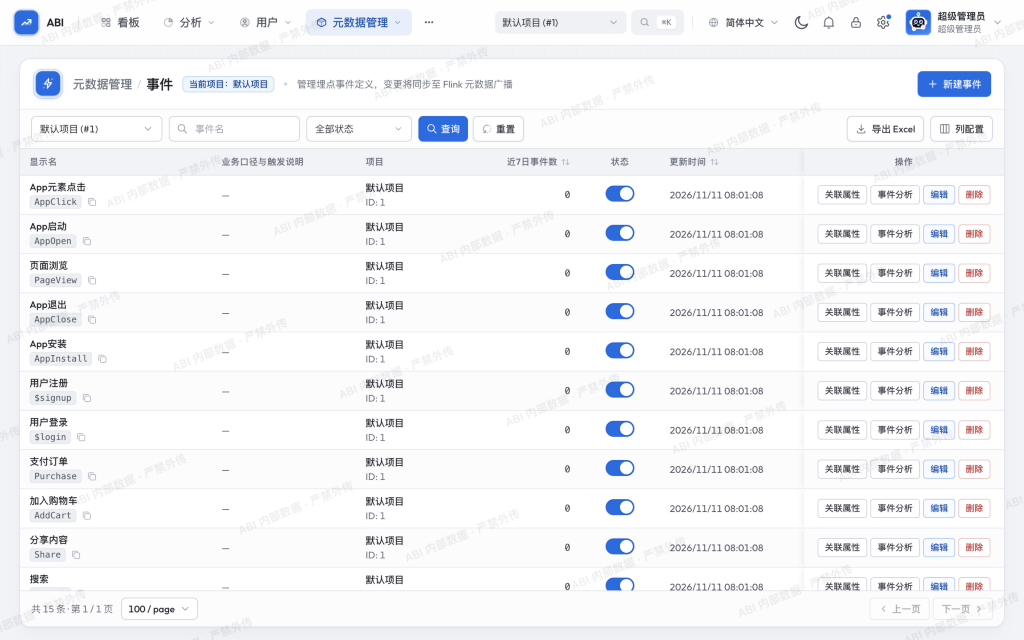 ABI
看板
分析
用户
元数据管理
默认项目 (#1)
⌘K
简体中文
超级管理员
超级管理员
元数据管理 / 事件
当前项目：默认项目
管理埋点事件定义，变更将同步至 Flink 元数据广播
新建事件
默认项目 (#1)
事件名
全部状态
查询
重置
导出 Excel
列配置
显示名 业务口径与触发说明 项目 近7日事件数 状态 更新时间 操作
App元素点击 默认项目
AppClick — ID: 1 0 2026/11/11 08:01:08 关联属性 事件分析 编辑 删除
App启动 默认项目
AppOpen — ID: 1 0 2026/11/11 08:01:08 关联属性 事件分析 编辑 删除
页面浏览 默认项目
PageView — ID: 1 0 2026/11/11 08:01:08 关联属性 事件分析 编辑 删除
App退出 默认项目
AppClose — ID: 1 0 2026/11/11 08:01:08 关联属性 事件分析 编辑 删除
App安装 默认项目
AppInstall — ID: 1 0 2026/11/11 08:01:08 关联属性 事件分析 编辑 删除
用户注册 默认项目
$signup — ID: 1 0 2026/11/11 08:01:08 关联属性 事件分析 编辑 删除
用户登录 默认项目
$login — ID: 1 0 2026/11/11 08:01:08 关联属性 事件分析 编辑 删除
支付订单 默认项目
Purchase — ID: 1 0 2026/11/11 08:01:08 关联属性 事件分析 编辑 删除
加入购物车 默认项目
AddCart — ID: 1 0 2026/11/11 08:01:08 关联属性 事件分析 编辑 删除
分享内容 默认项目
Share — ID: 1 0 2026/11/11 08:01:08 关联属性 事件分析 编辑 删除
搜索 默认项目
— 0 2026/11/11 08:01:08 关联属性 事件分析 编辑 删除
共 15 条 · 第 1 / 1 页
100 / page
上一页
下一页
ABI 内部数据 · 严禁外传